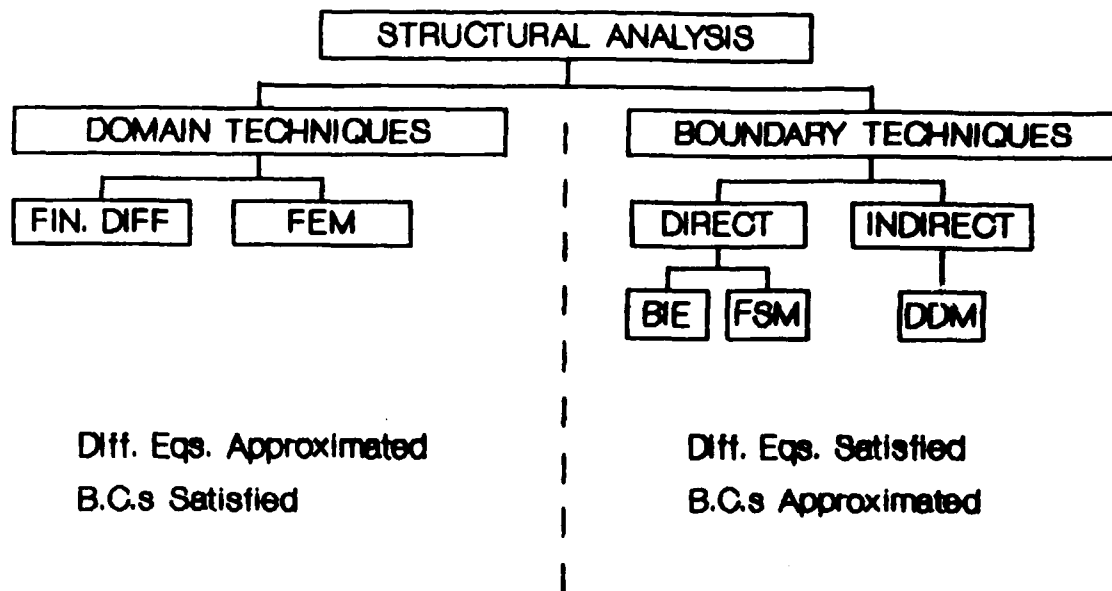 STRUCTURAL ANALYSIS
DOMAIN TECHNIQUES
BOUNDARY TECHNIQUES
FIN. DIFF
FEM
DIRECT
INDIRECT
BIE
FSM
DDM
Diff. Eqs. Approximated
B.C.s Satisfied
Diff. Eqs. Satisfied
B.C.s Approximated